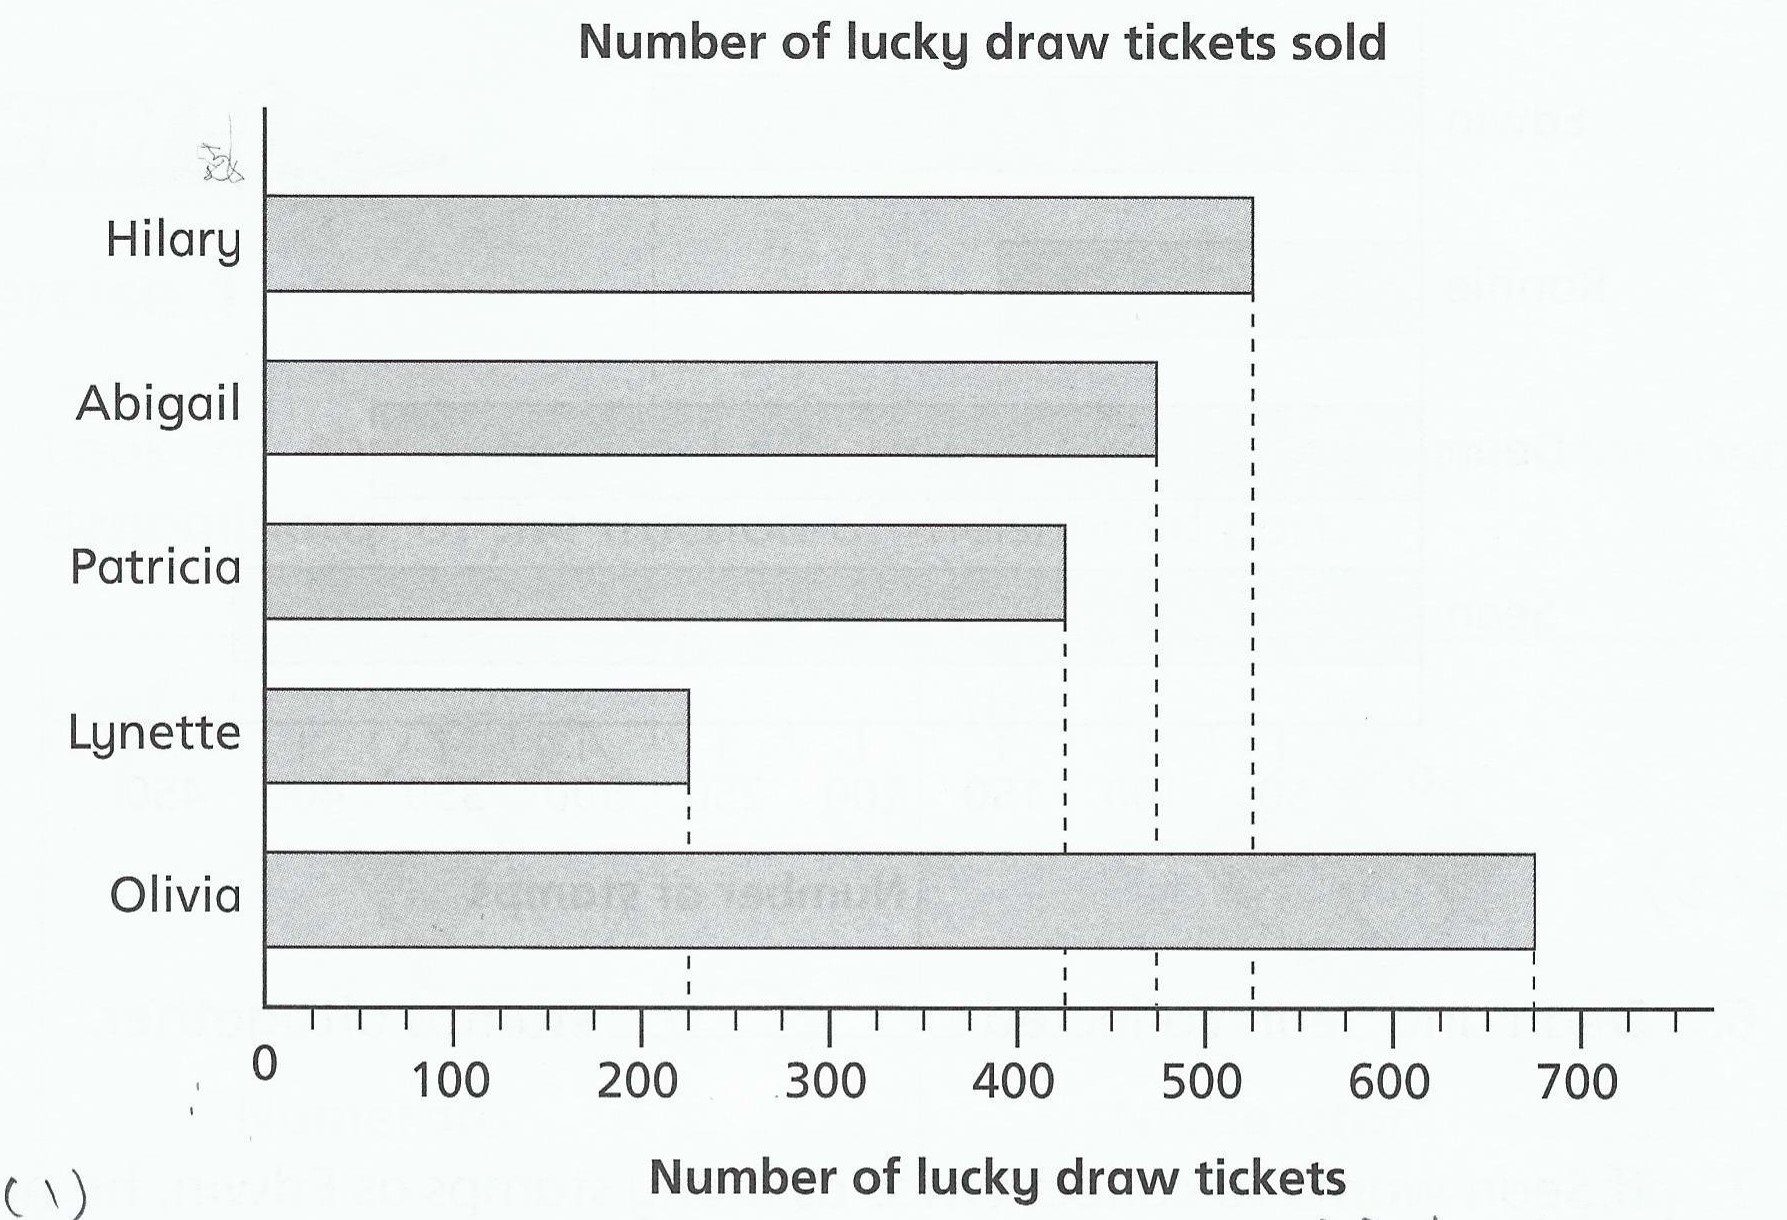 Number of lucky draw tickets sold
Hilary
Abigail
Patricia
Lynette
Olivia
0 100 200 300 400 500 600 700
Number of lucky draw tickets
(1)